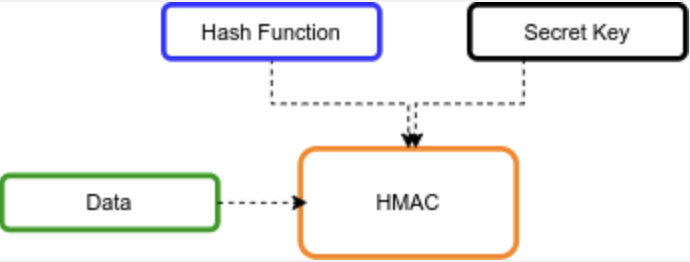 Hash Function
Secret Key
Data
HMAC